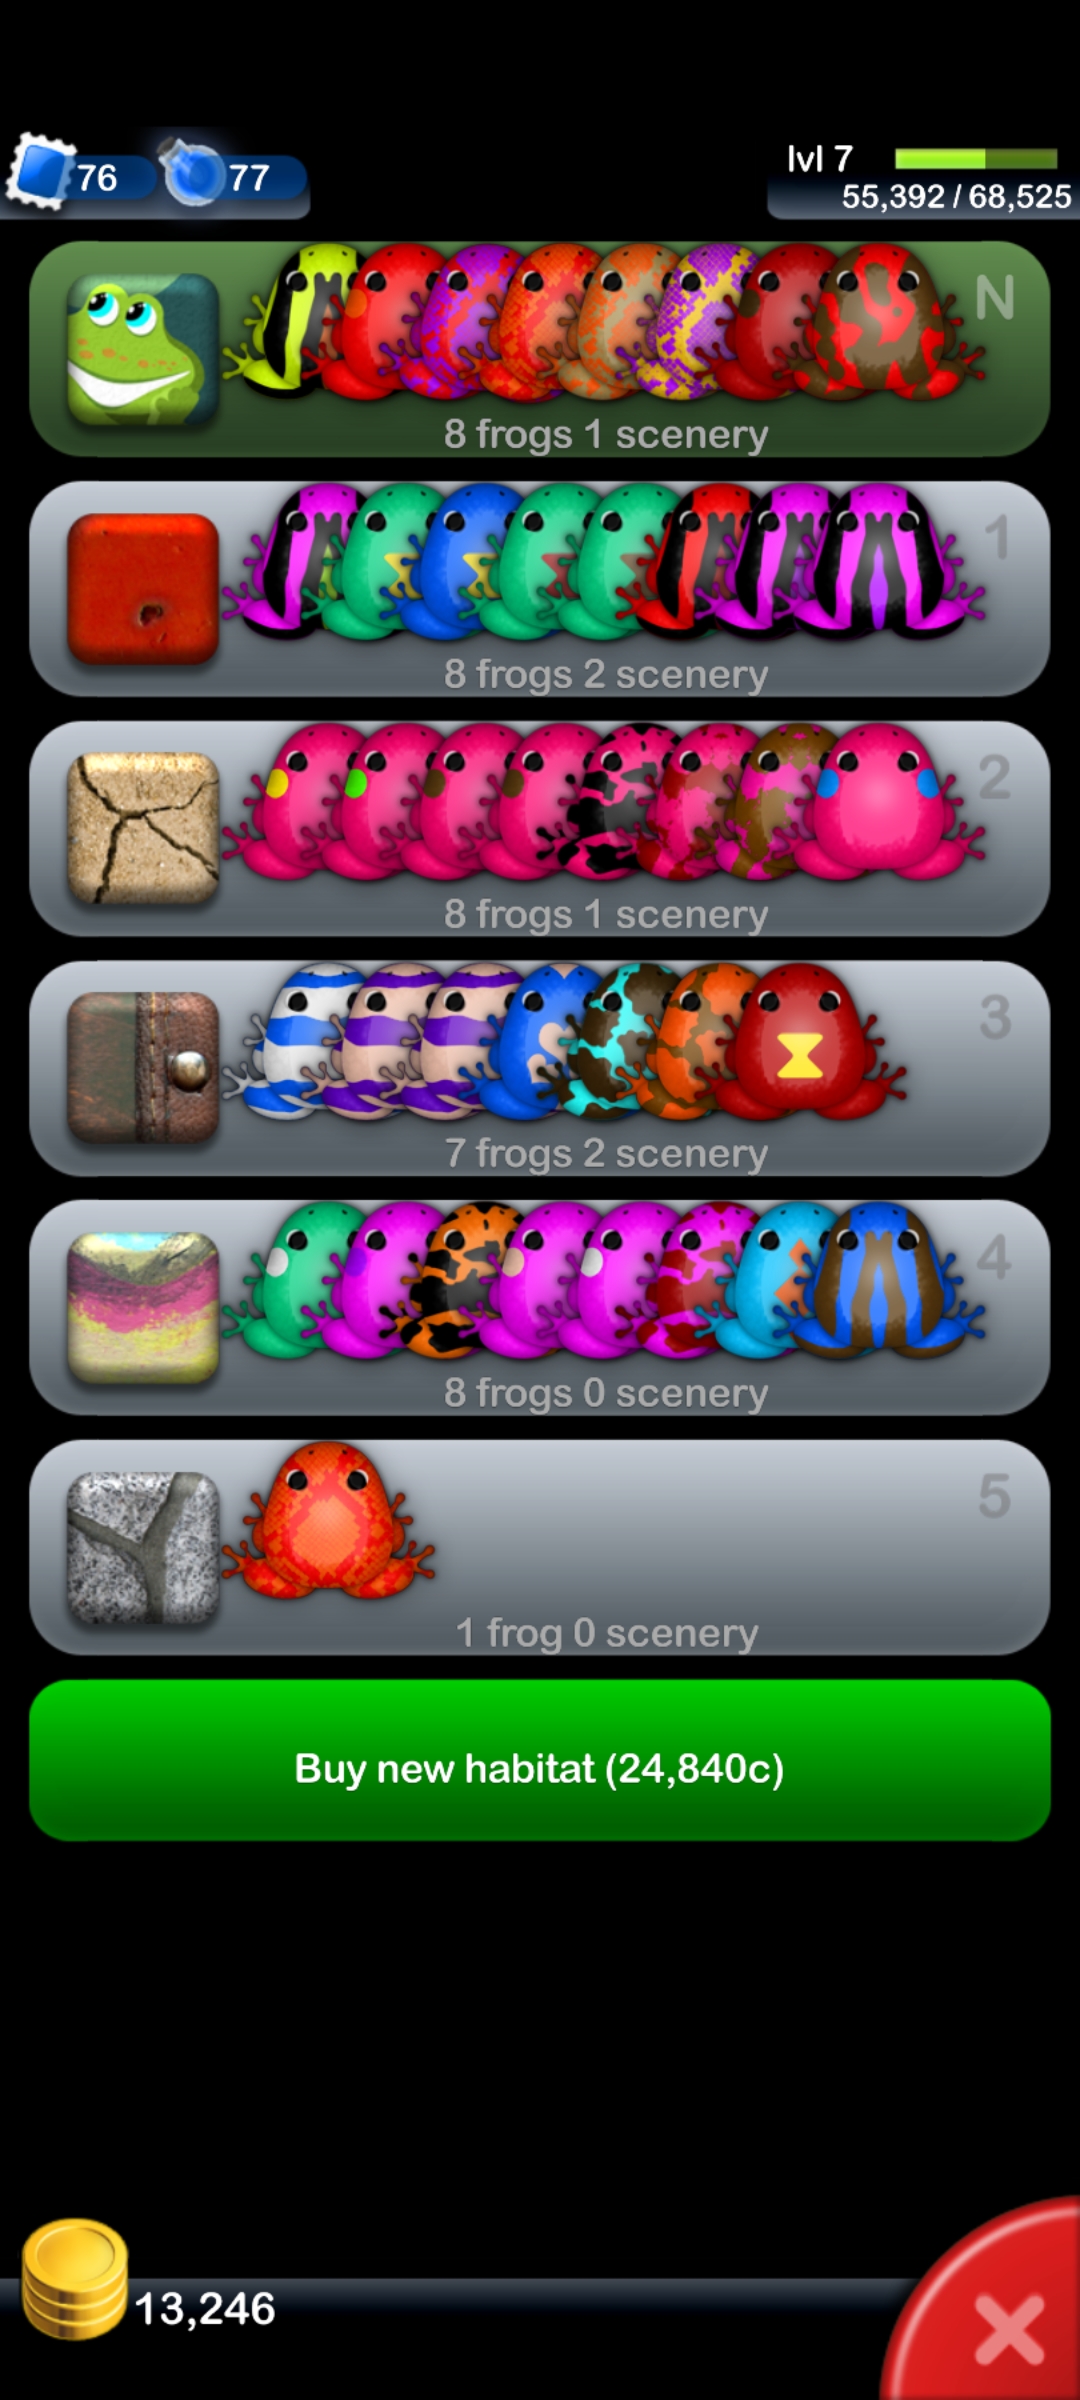 76
77
lvl 7
55,392 / 68,525
N
8 frogs 1 scenery
1
8 frogs 2 scenery
2
8 frogs 1 scenery
3
7 frogs 2 scenery
4
8 frogs 0 scenery
5
1 frog 0 scenery
Buy new habitat (24,840c)
13,246